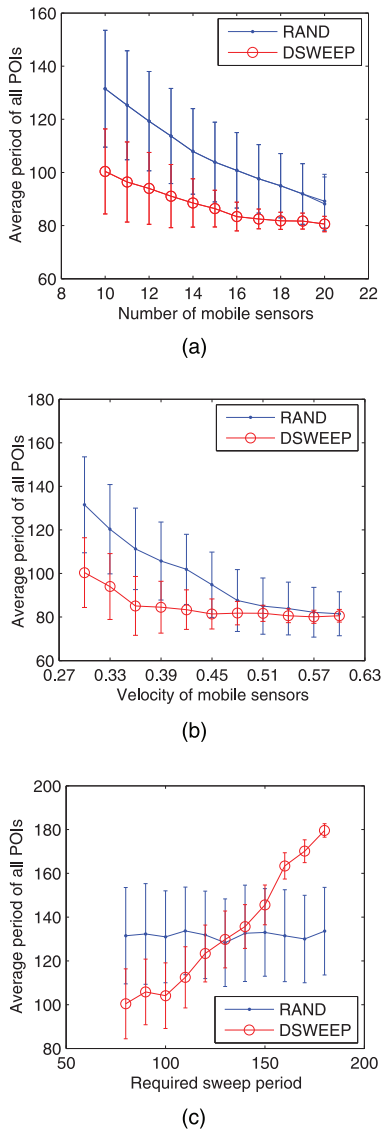 160
140
120
100
80
60
Average period of all POIs
RAND
DSWEEP
8 10 12 14 16 18 20 22
Number of mobile sensors
(a)
180
160
140
120
100
80
60
Average period of all POIs
RAND
DSWEEP
0.27 0.33 0.39 0.45 0.51 0.57 0.63
Velocity of mobile sensors
(b)
200
180
160
140
120
100
80
Average period of all POIs
RAND
DSWEEP
50 100 150 200
Required sweep period
(c)